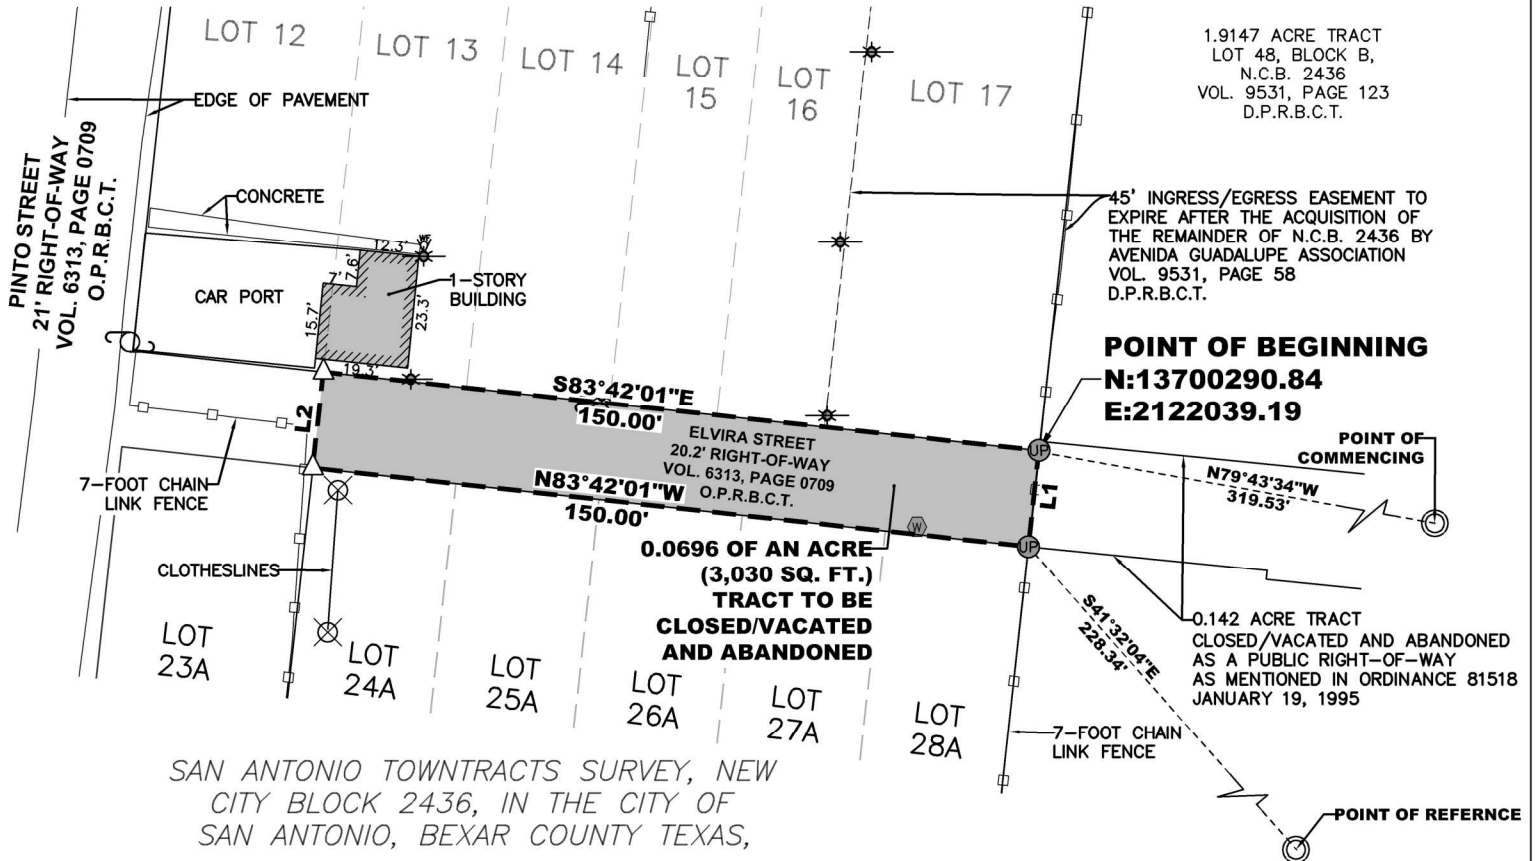 LOT 12
LOT 13
LOT 14
LOT
15
LOT
16
LOT 17
1.9147 ACRE TRACT
LOT 48, BLOCK B,
N.C.B. 2436
VOL. 9531, PAGE 123
D.P.R.B.C.T.
EDGE OF PAVEMENT
PINTO STREET
21' RIGHT-OF-WAY
VOL. 6313, PAGE 0709
O.P.R.B.C.T.
CONCRETE
45' INGRESS/EGRESS EASEMENT TO
EXPIRE AFTER THE ACQUISITION OF
THE REMAINDER OF N.C.B. 2436 BY
AVENIDA GUADALUPE ASSOCIATION
VOL. 9531, PAGE 58
D.P.R.B.C.T.
12.3'
7.6'
7'
1-STORY
BUILDING
CAR PORT
15.7'
23.3'
19.3'
POINT OF BEGINNING
N:13700290.84
E:2122039.19
S83°42'01"E
150.00'
L2
ELVIRA STREET
20.2' RIGHT-OF-WAY
VOL. 6313, PAGE 0709
O.P.R.B.C.T.
UP
POINT OF
COMMENCING
N79°43'34"W
319.53'
7-FOOT CHAIN
LINK FENCE
N83°42'01"W
150.00'
L1
W
UP
0.0696 OF AN ACRE
(3,030 SQ. FT.)
TRACT TO BE
CLOSED/VACATED
AND ABANDONED
CLOTHESLINES
S41°32'04"E
228.34'
0.142 ACRE TRACT
CLOSED/VACATED AND ABANDONED
AS A PUBLIC RIGHT-OF-WAY
AS MENTIONED IN ORDINANCE 81518
JANUARY 19, 1995
LOT
23A
LOT
24A
LOT
25A
LOT
26A
LOT
27A
LOT
28A
7-FOOT CHAIN
LINK FENCE
SAN ANTONIO TOWNTRACTS SURVEY, NEW
CITY BLOCK 2436, IN THE CITY OF
SAN ANTONIO, BEXAR COUNTY TEXAS,
POINT OF REFERNCE